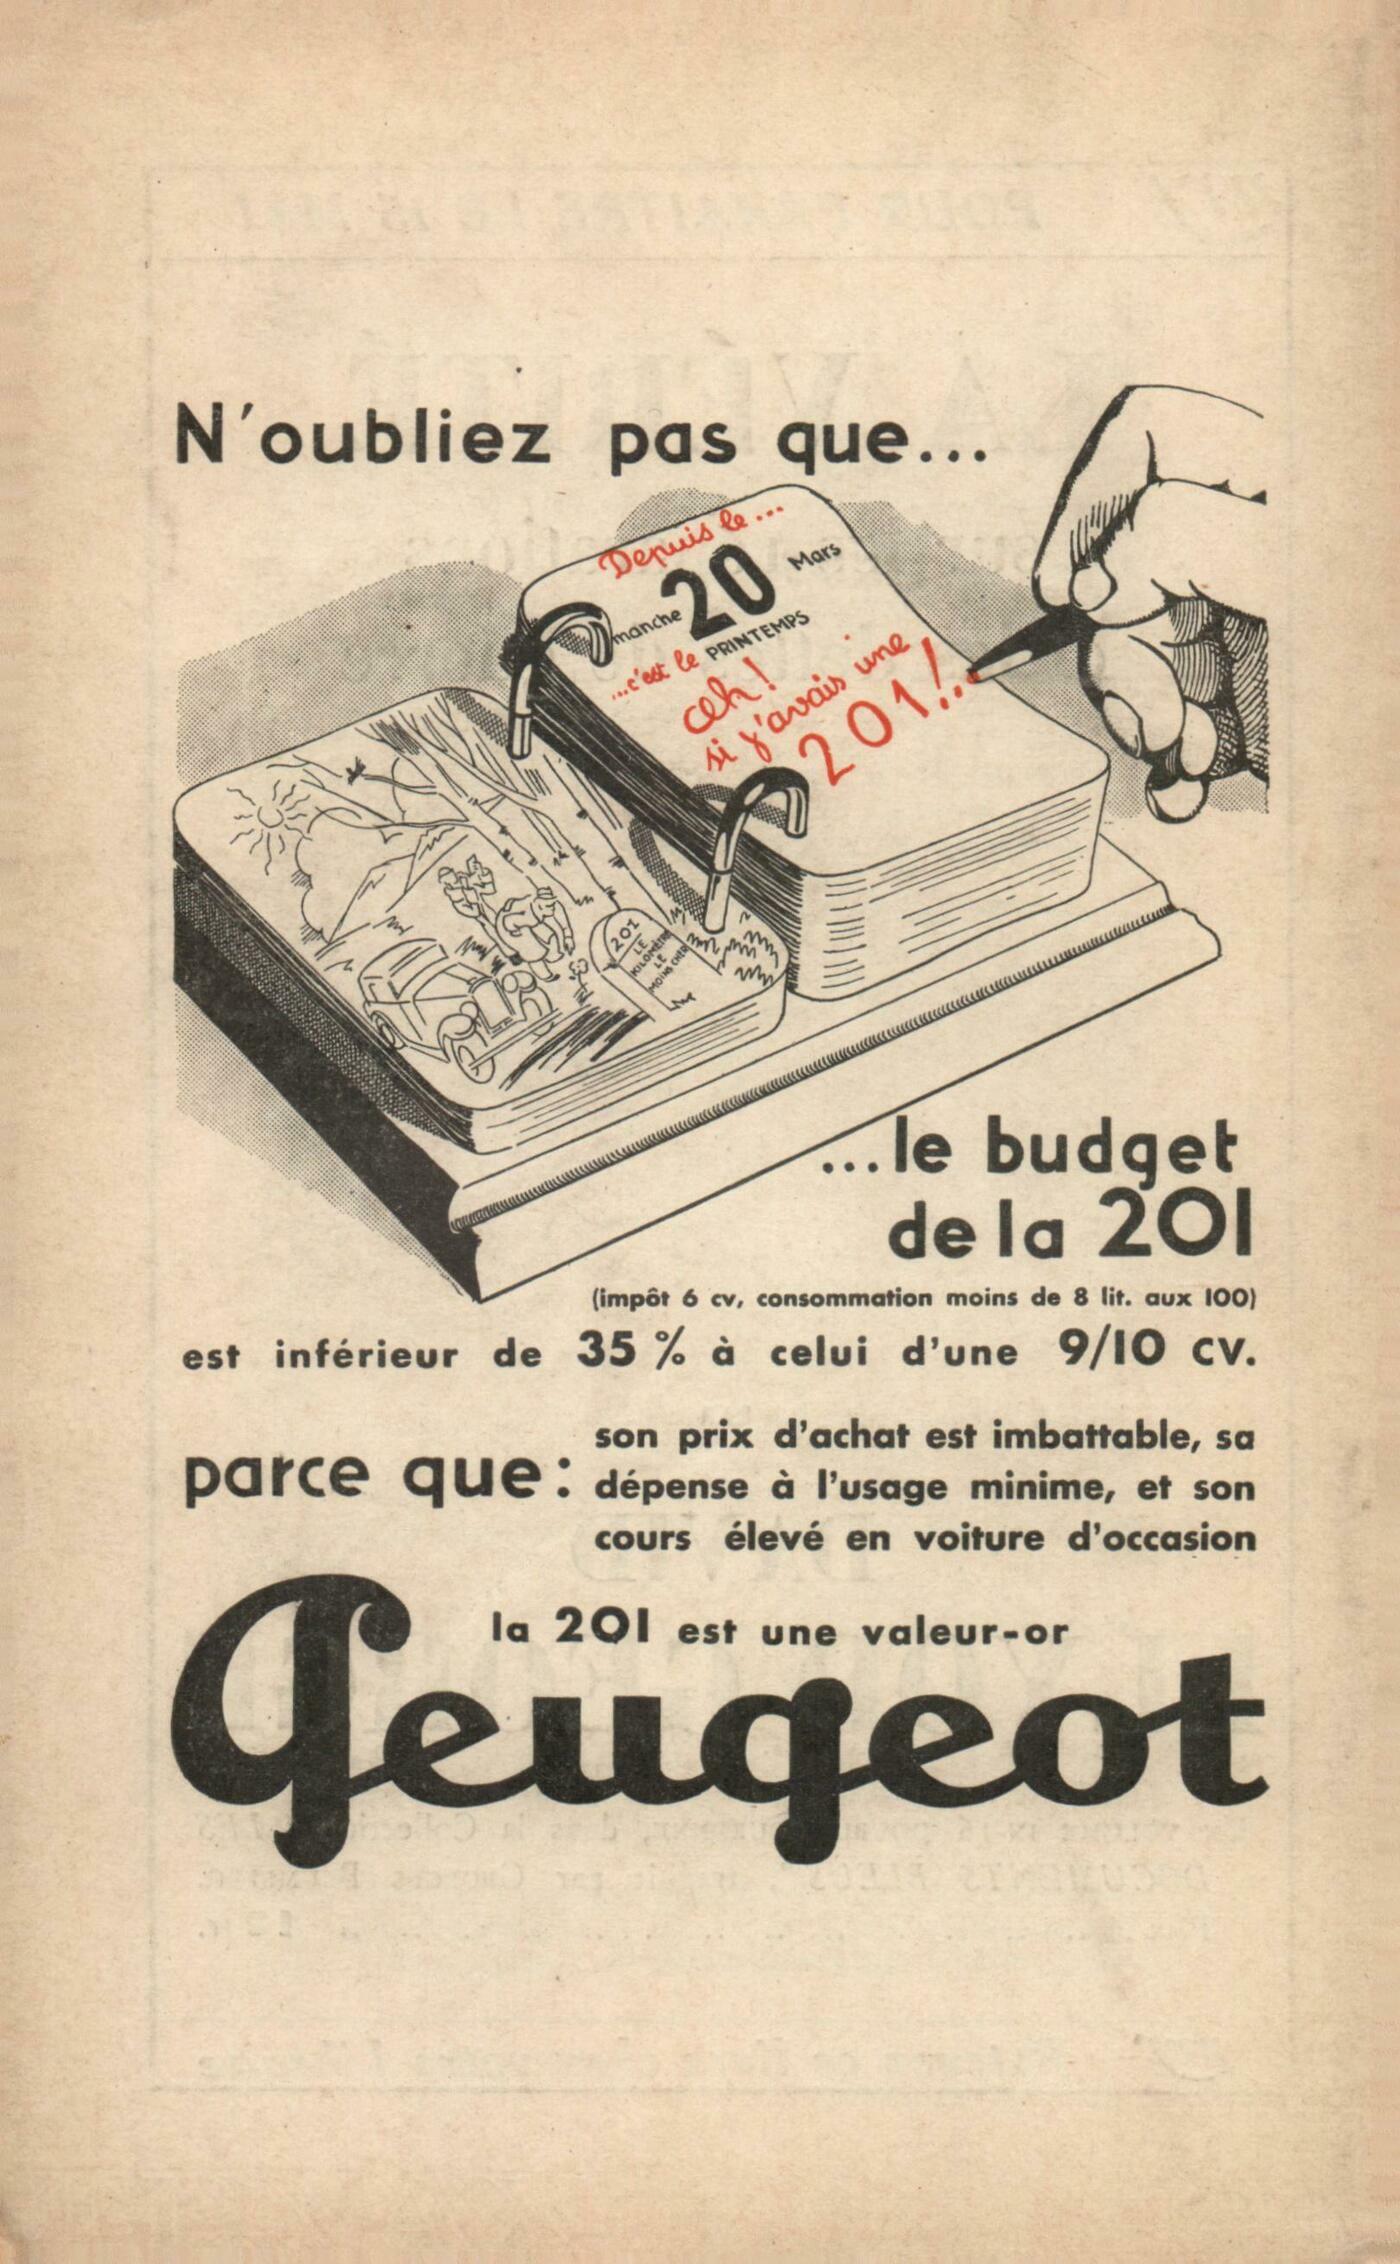 N'oubliez pas que...
Depuis le...
manche 20 Mars
...c'est le PRINTEMPS
ah!
si j'avais une
201!..
201
LE
KILOMÈTRE
LE
MOINS CHER
...le budget
de la 201
(impôt 6 cv, consommation moins de 8 lit. aux 100)
est inférieur de 35 % à celui d'une 9/10 CV.
parce que:
son prix d'achat est imbattable, sa
dépense à l'usage minime, et son
cours élevé en voiture d'occasion
la 201 est une valeur-or
Peugeot